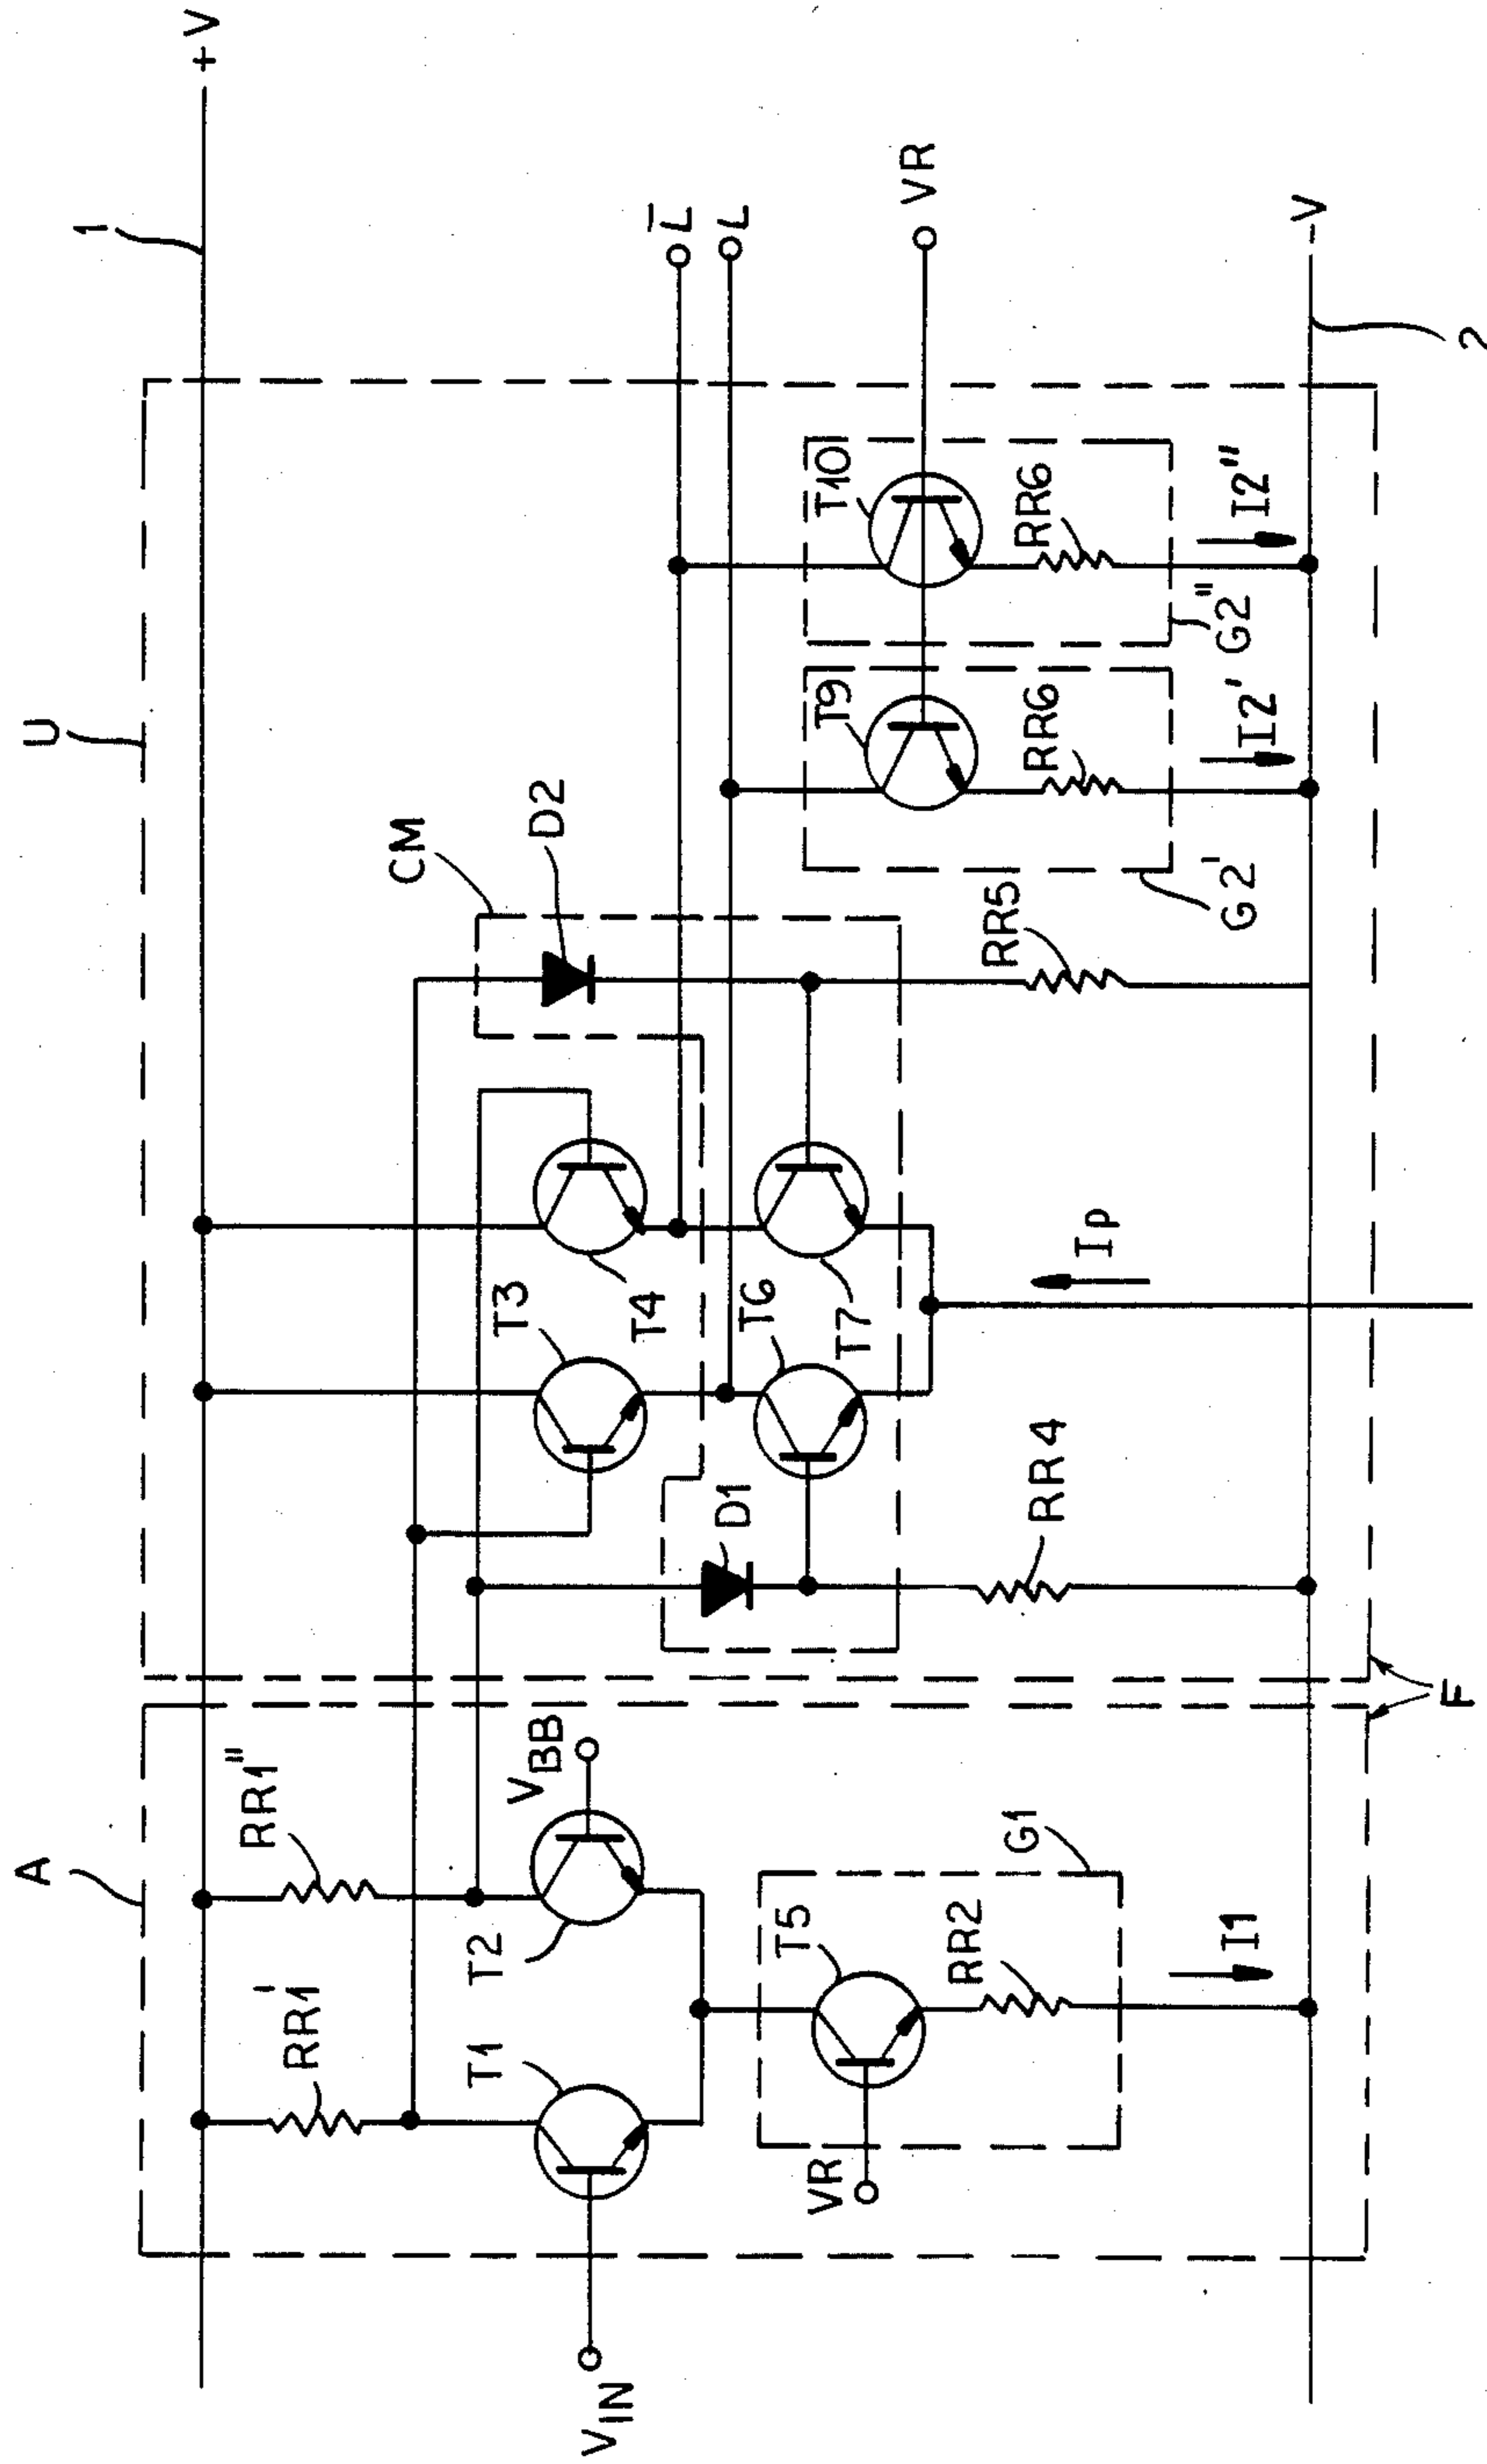 +V
1
U
A
L̅
L
VR
-V
2
CM
D2
T10
RR6
I2"
G2"
T9
RR6
I2'
G2'
RR5
T3
T4
T6
T7
Ip
D1
RR4
F
RR1"
RR1'
VBB
T2
T1
G1
T5
RR2
I1
VR
VIN